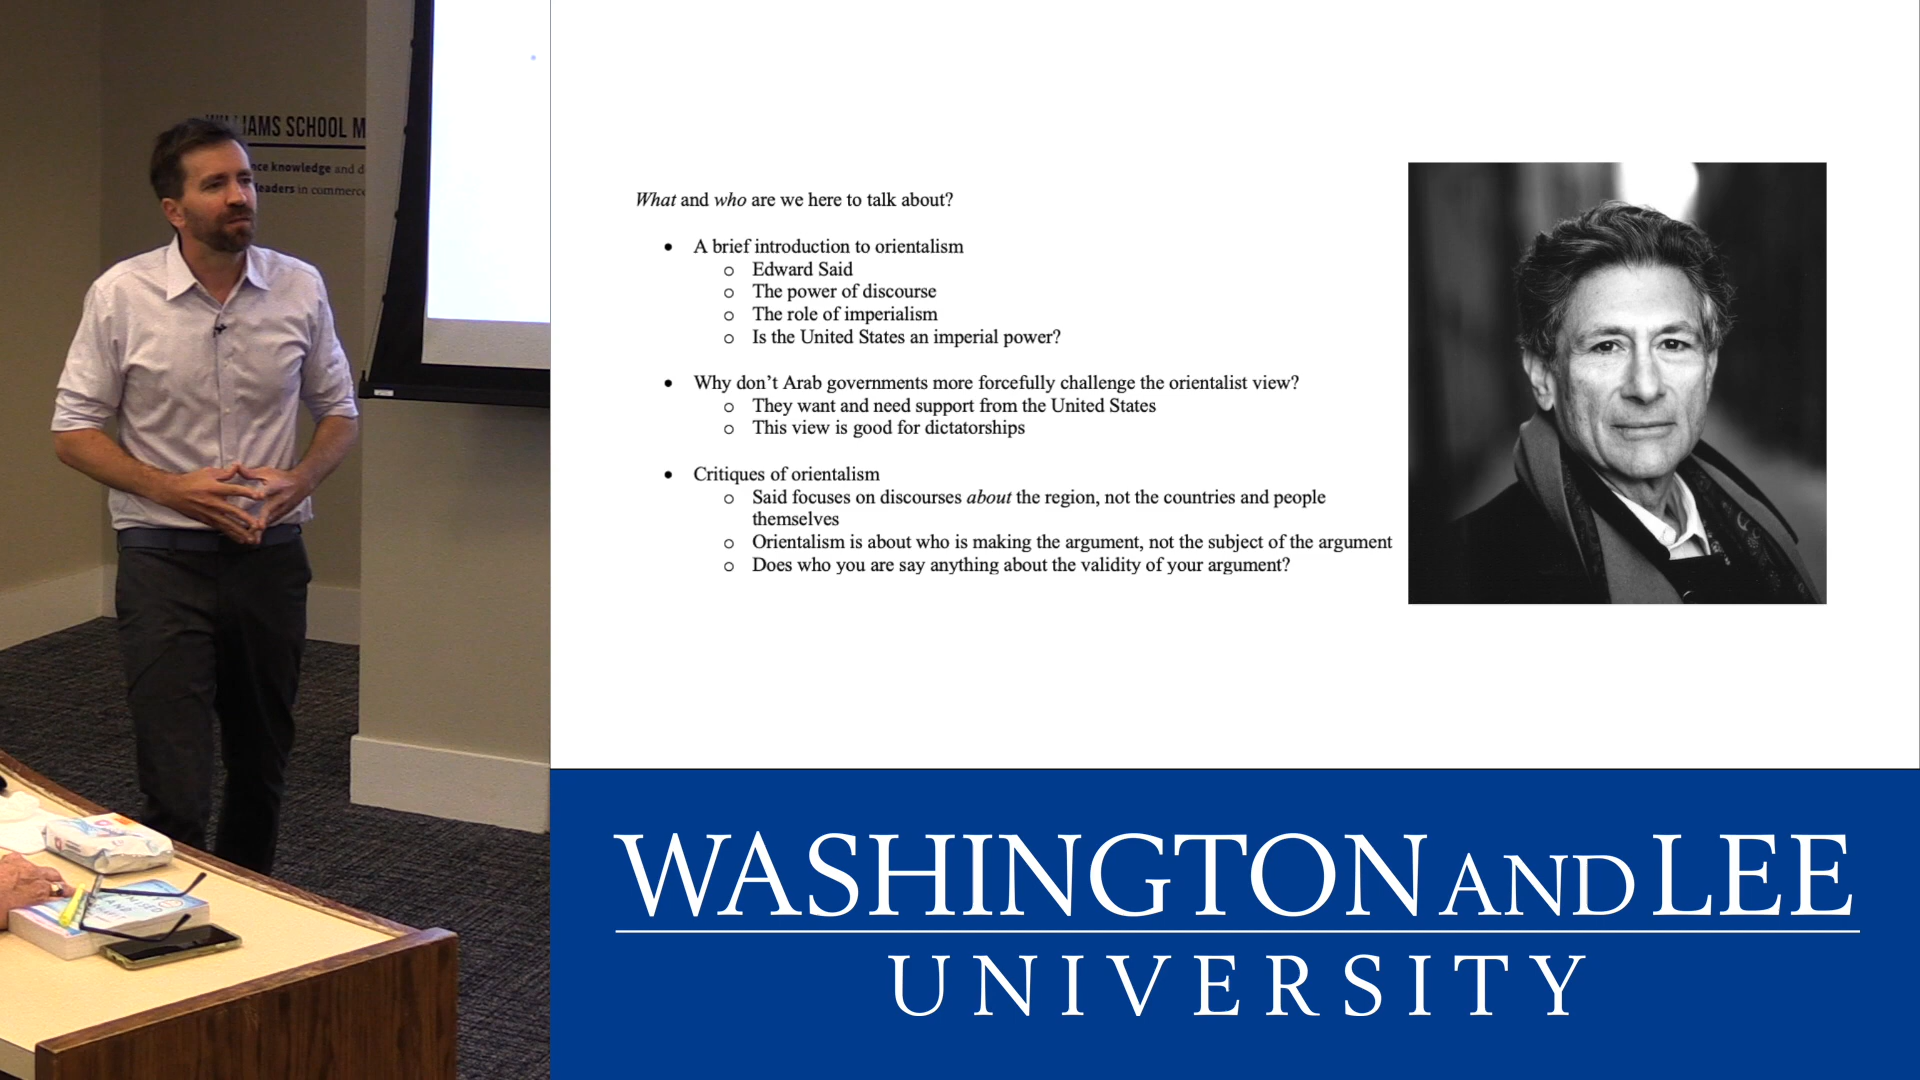 WILLIAMS SCHOOL M
nce knowledge and d
leaders in commerce
What and who are we here to talk about?
• A brief introduction to orientalism
o Edward Said
o The power of discourse
o The role of imperialism
o Is the United States an imperial power?
• Why don’t Arab governments more forcefully challenge the orientalist view?
o They want and need support from the United States
o This view is good for dictatorships
• Critiques of orientalism
o Said focuses on discourses about the region, not the countries and people
themselves
o Orientalism is about who is making the argument, not the subject of the argument
o Does who you are say anything about the validity of your argument?
WASHINGTON AND LEE
UNIVERSITY